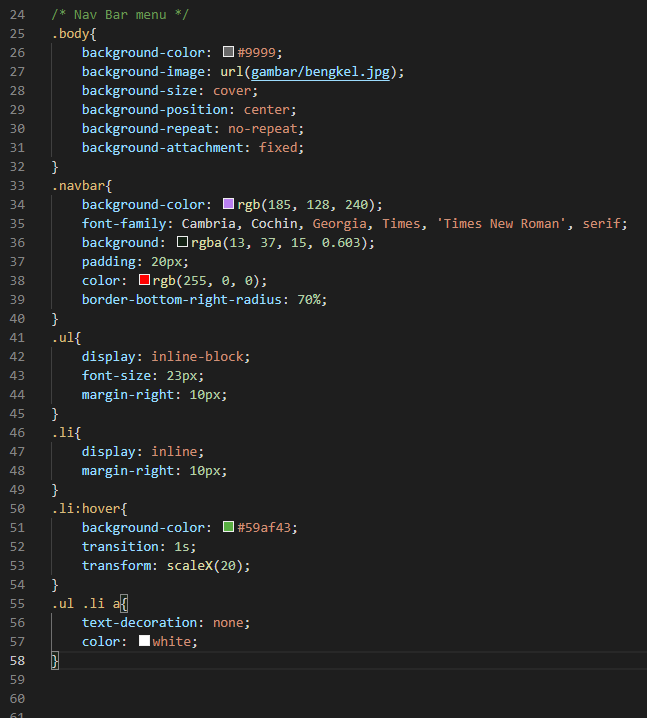 24 /* Nav Bar menu */
25 .body{
26 background-color: #9999;
27 background-image: url(gambar/bengkel.jpg);
28 background-size: cover;
29 background-position: center;
30 background-repeat: no-repeat;
31 background-attachment: fixed;
32 }
33 .navbar{
34 background-color: rgb(185, 128, 240);
35 font-family: Cambria, Cochin, Georgia, Times, 'Times New Roman', serif;
36 background: rgba(13, 37, 15, 0.603);
37 padding: 20px;
38 color: rgb(255, 0, 0);
39 border-bottom-right-radius: 70%;
40 }
41 .ul{
42 display: inline-block;
43 font-size: 23px;
44 margin-right: 10px;
45 }
46 .li{
47 display: inline;
48 margin-right: 10px;
49 }
50 .li:hover{
51 background-color: #59af43;
52 transition: 1s;
53 transform: scaleX(20);
54 }
55 .ul .li a{
56 text-decoration: none;
57 color: white;
58 }
59
60
61